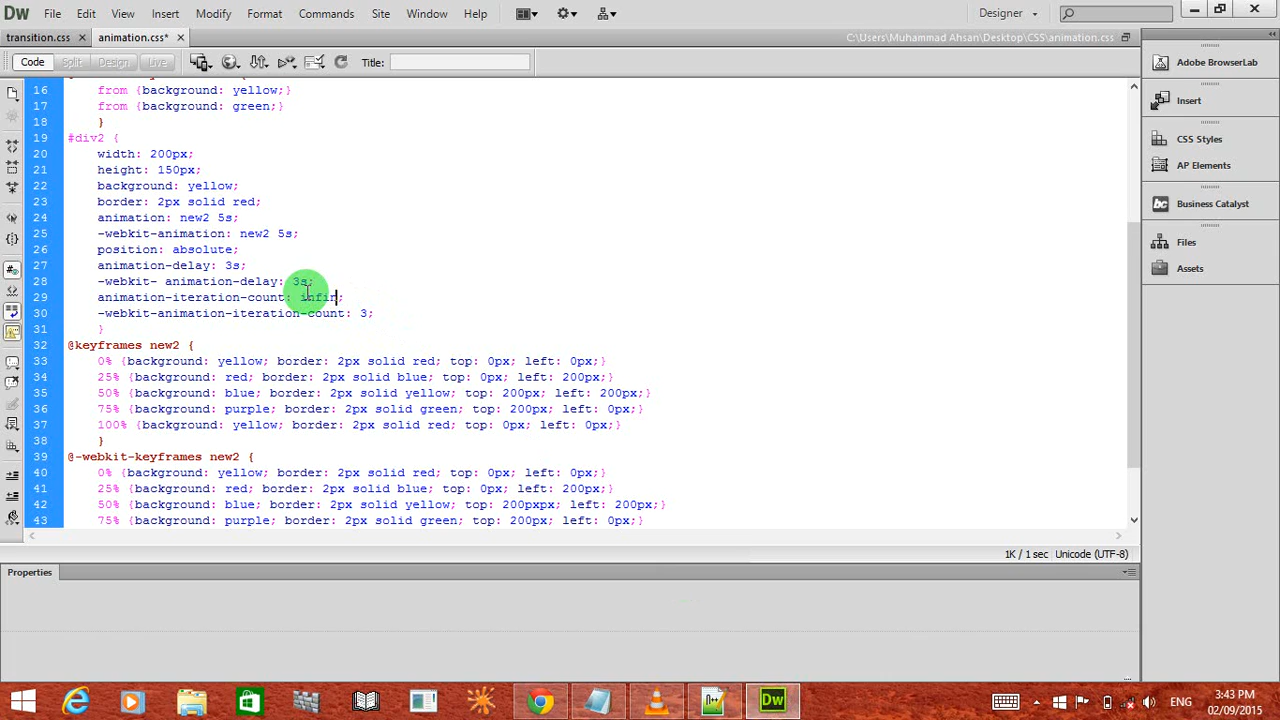 Dw File Edit View Insert Modify Format Commands Site Window Help Designer
transition.css animation.css* C:\Users\Muhammad Ahsan\Desktop\CSS\animation.css
Code Split Design Live Title:
16 from {background: yellow;}
17 from {background: green;}
18 }
19 #div2 {
20 width: 200px;
21 height: 150px;
22 background: yellow;
23 border: 2px solid red;
24 animation: new2 5s;
25 -webkit-animation: new2 5s;
26 position: absolute;
27 animation-delay: 3s;
28 -webkit- animation-delay: 3s;
29 animation-iteration-count: infin;
30 -webkit-animation-iteration-count: 3;
31 }
32 @keyframes new2 {
33 0% {background: yellow; border: 2px solid red; top: 0px; left: 0px;}
34 25% {background: red; border: 2px solid blue; top: 0px; left: 200px;}
35 50% {background: blue; border: 2px solid yellow; top: 200px; left: 200px;}
36 75% {background: purple; border: 2px solid green; top: 200px; left: 0px;}
37 100% {background: yellow; border: 2px solid red; top: 0px; left: 0px;}
38 }
39 @-webkit-keyframes new2 {
40 0% {background: yellow; border: 2px solid red; top: 0px; left: 0px;}
41 25% {background: red; border: 2px solid blue; top: 0px; left: 200px;}
42 50% {background: blue; border: 2px solid yellow; top: 200pxpx; left: 200px;}
43 75% {background: purple; border: 2px solid green; top: 200px; left: 0px;}
1K / 1 sec Unicode (UTF-8)
Properties
Adobe BrowserLab
Insert
CSS Styles
AP Elements
Business Catalyst
Files
Assets
Dw
ENG
3:43 PM
02/09/2015